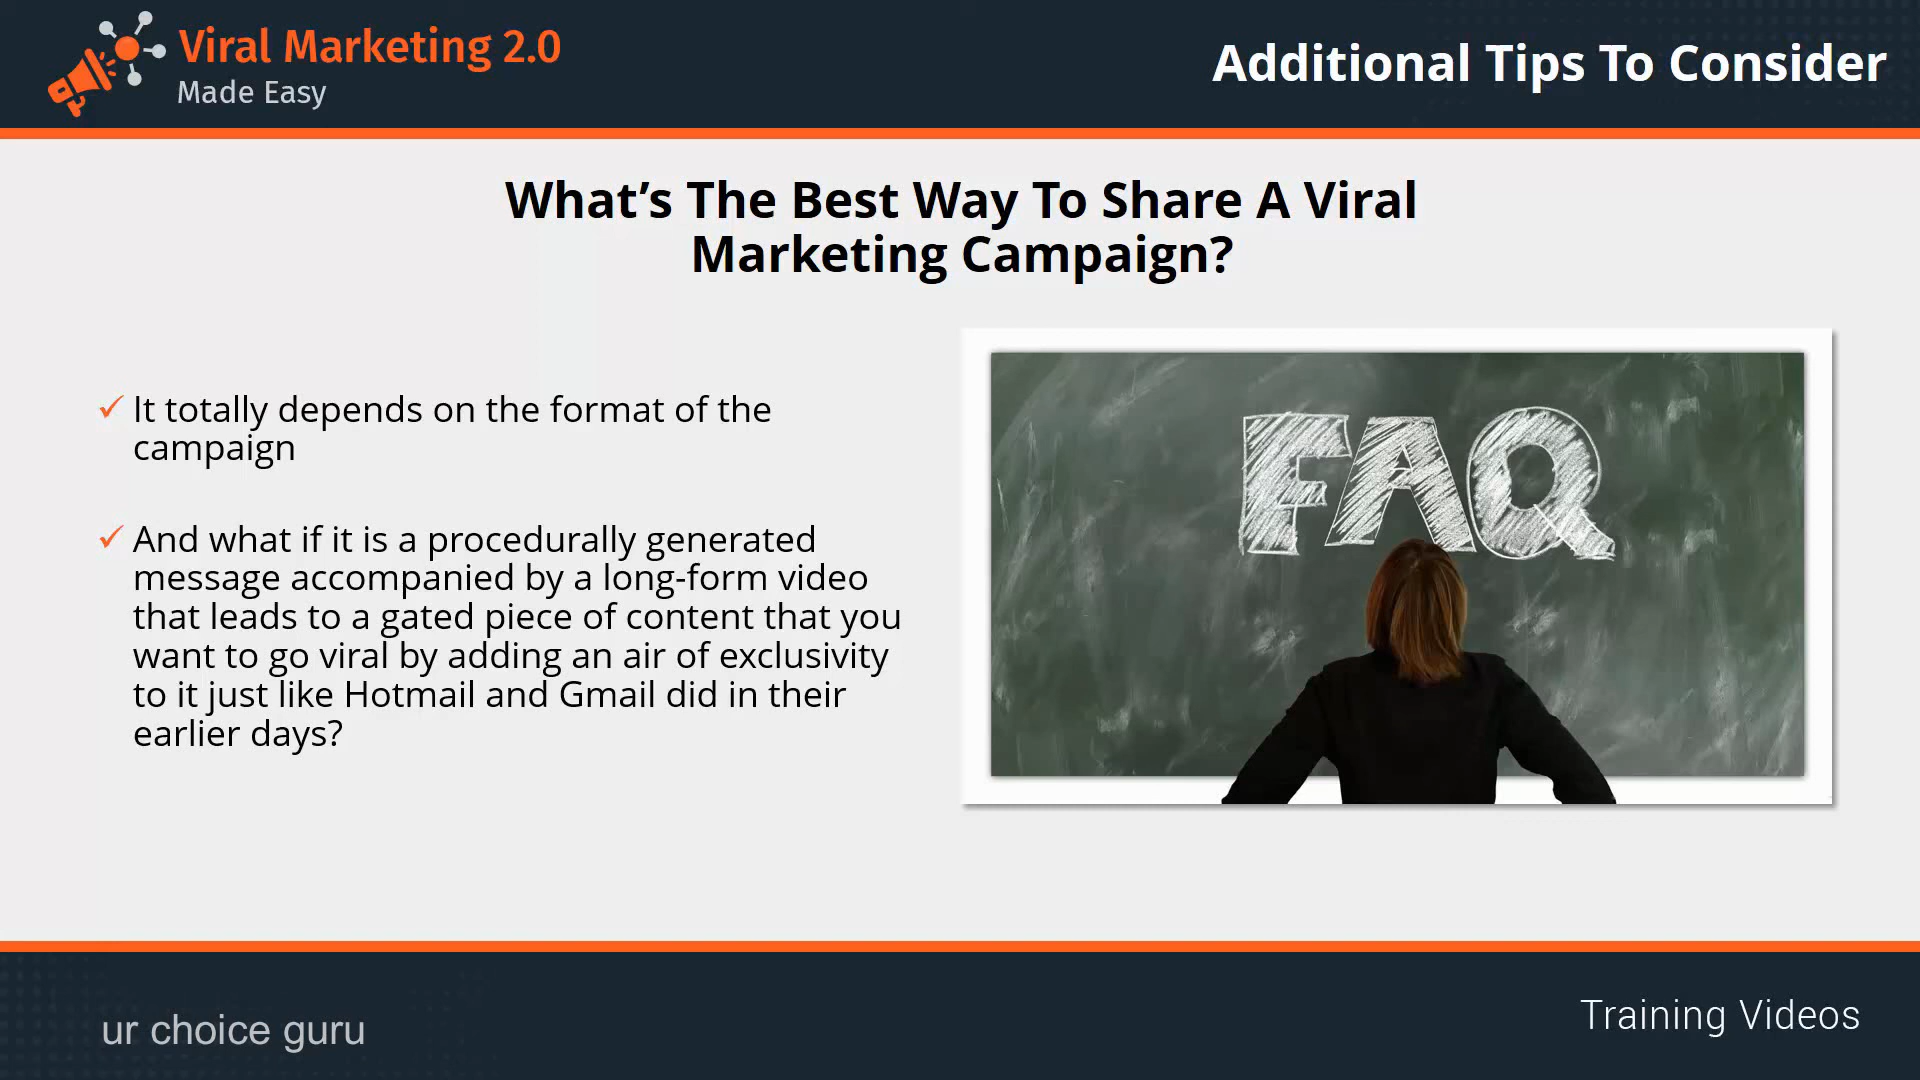 Viral Marketing 2.0
Made Easy
Additional Tips To Consider
What’s The Best Way To Share A Viral
Marketing Campaign?
It totally depends on the format of the
campaign
And what if it is a procedurally generated
message accompanied by a long-form video
that leads to a gated piece of content that you
want to go viral by adding an air of exclusivity
to it just like Hotmail and Gmail did in their
earlier days?
FAQ
ur choice guru
Training Videos